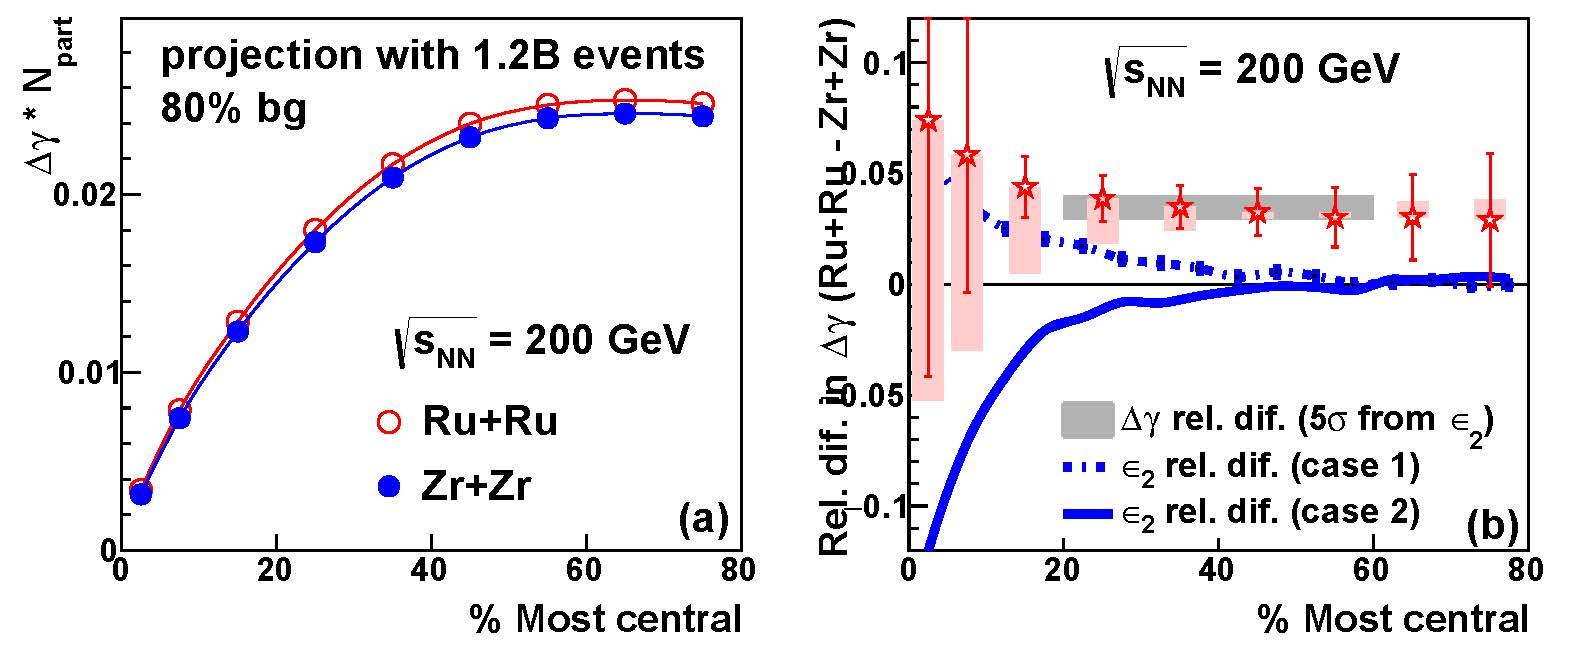 Δγ * N_part
projection with 1.2B events
80% bg
0.02
0.01
0
√s_NN = 200 GeV
Ru+Ru
Zr+Zr
(a)
0 20 40 60 80
% Most central
Rel. dif. in Δγ (Ru+Ru - Zr+Zr)
√s_NN = 200 GeV
0.1
0.05
0
0.05
−0.1
Δγ rel. dif. (5σ from ∈_2)
∈_2 rel. dif. (case 1)
∈_2 rel. dif. (case 2)
(b)
0 20 40 60 80
% Most central